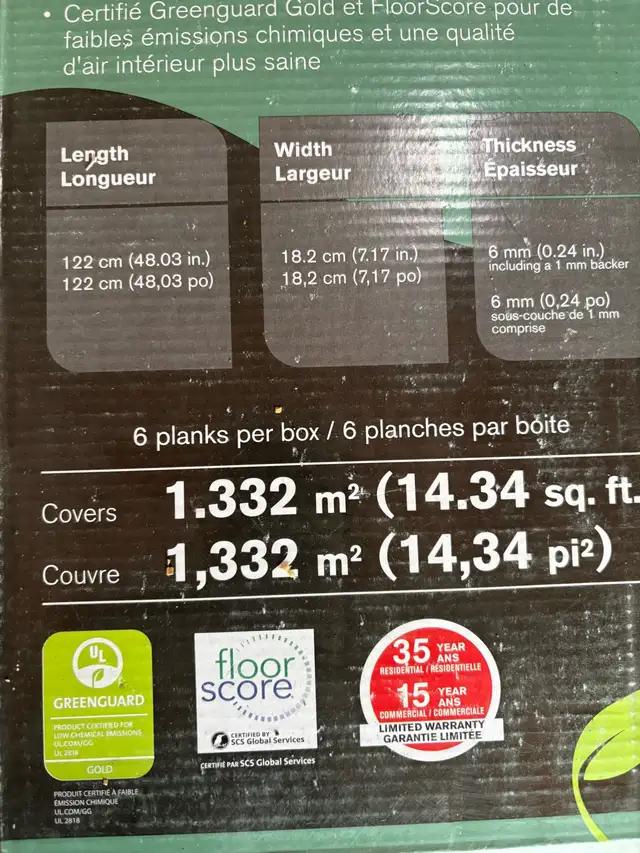 • Certifié Greenguard Gold et FloorScore pour de
faibles émissions chimiques et une qualité
d'air intérieur plus saine
Length
Longueur
122 cm (48.03 in.)
122 cm (48,03 po)
Width
Largeur
18.2 cm (7.17 in.)
18,2 cm (7,17 po)
Thickness
Épaisseur
6 mm (0.24 in.)
including a 1 mm backer
6 mm (0,24 po)
sous-couche de 1 mm
comprise
6 planks per box / 6 planches par boîte
Covers 1.332 m² (14.34 sq. ft.
Couvre 1,332 m² (14,34 pi²)
UL
GREENGUARD
PRODUCT CERTIFIED FOR
LOW CHEMICAL EMISSIONS
UL.COM/GG
UL 2818
GOLD
PRODUIT CERTIFIÉ À FAIBLE
ÉMISSION CHIMIQUE
UL.COM/GG
UL 2818
floor
score
CERTIFIED BY
SCS Global Services
CERTIFIÉ PAR SCS Global Services
35 YEAR
ANS
RESIDENTIAL / RÉSIDENTIELLE
15 YEAR
ANS
COMMERCIAL / COMMERCIALE
LIMITED WARRANTY
GARANTIE LIMITÉE